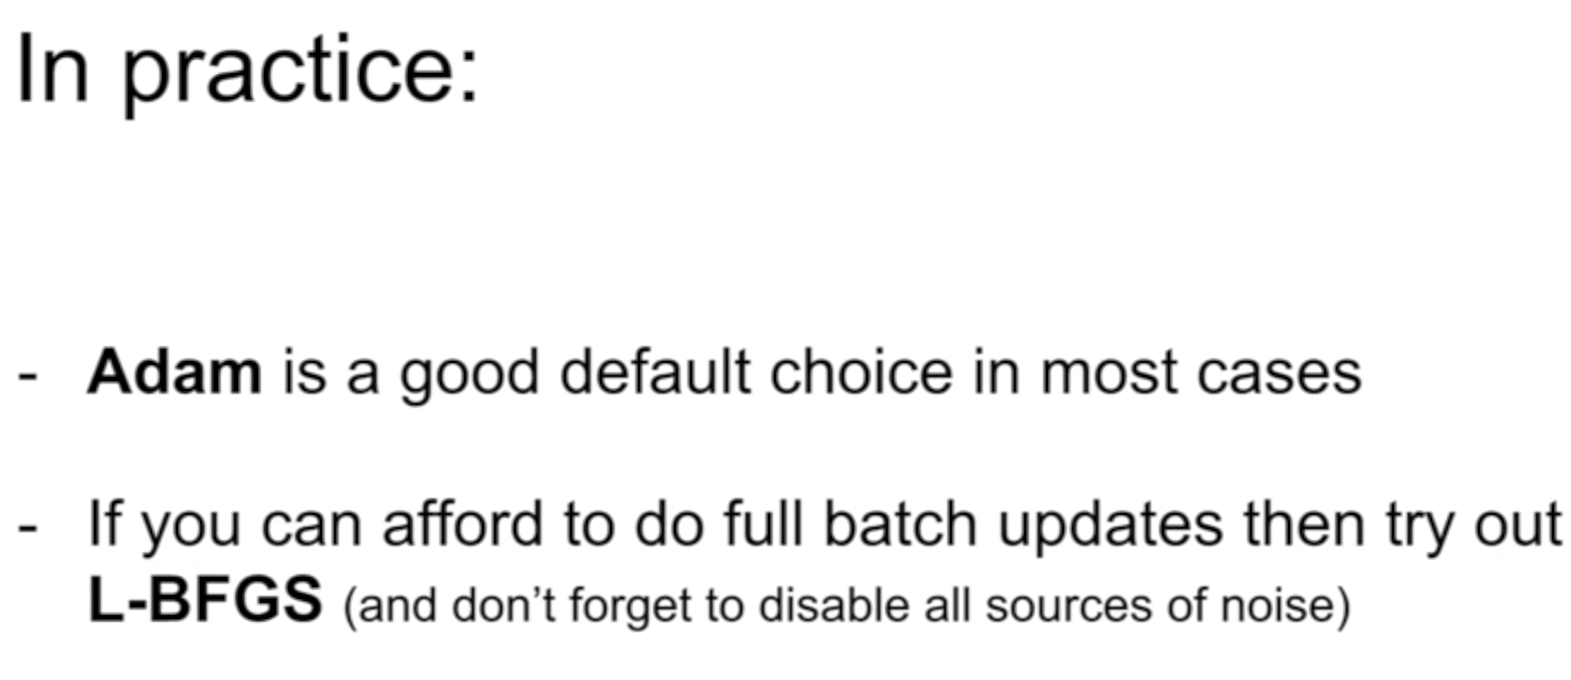 In practice:
- Adam is a good default choice in most cases
- If you can afford to do full batch updates then try out
L-BFGS (and don’t forget to disable all sources of noise)